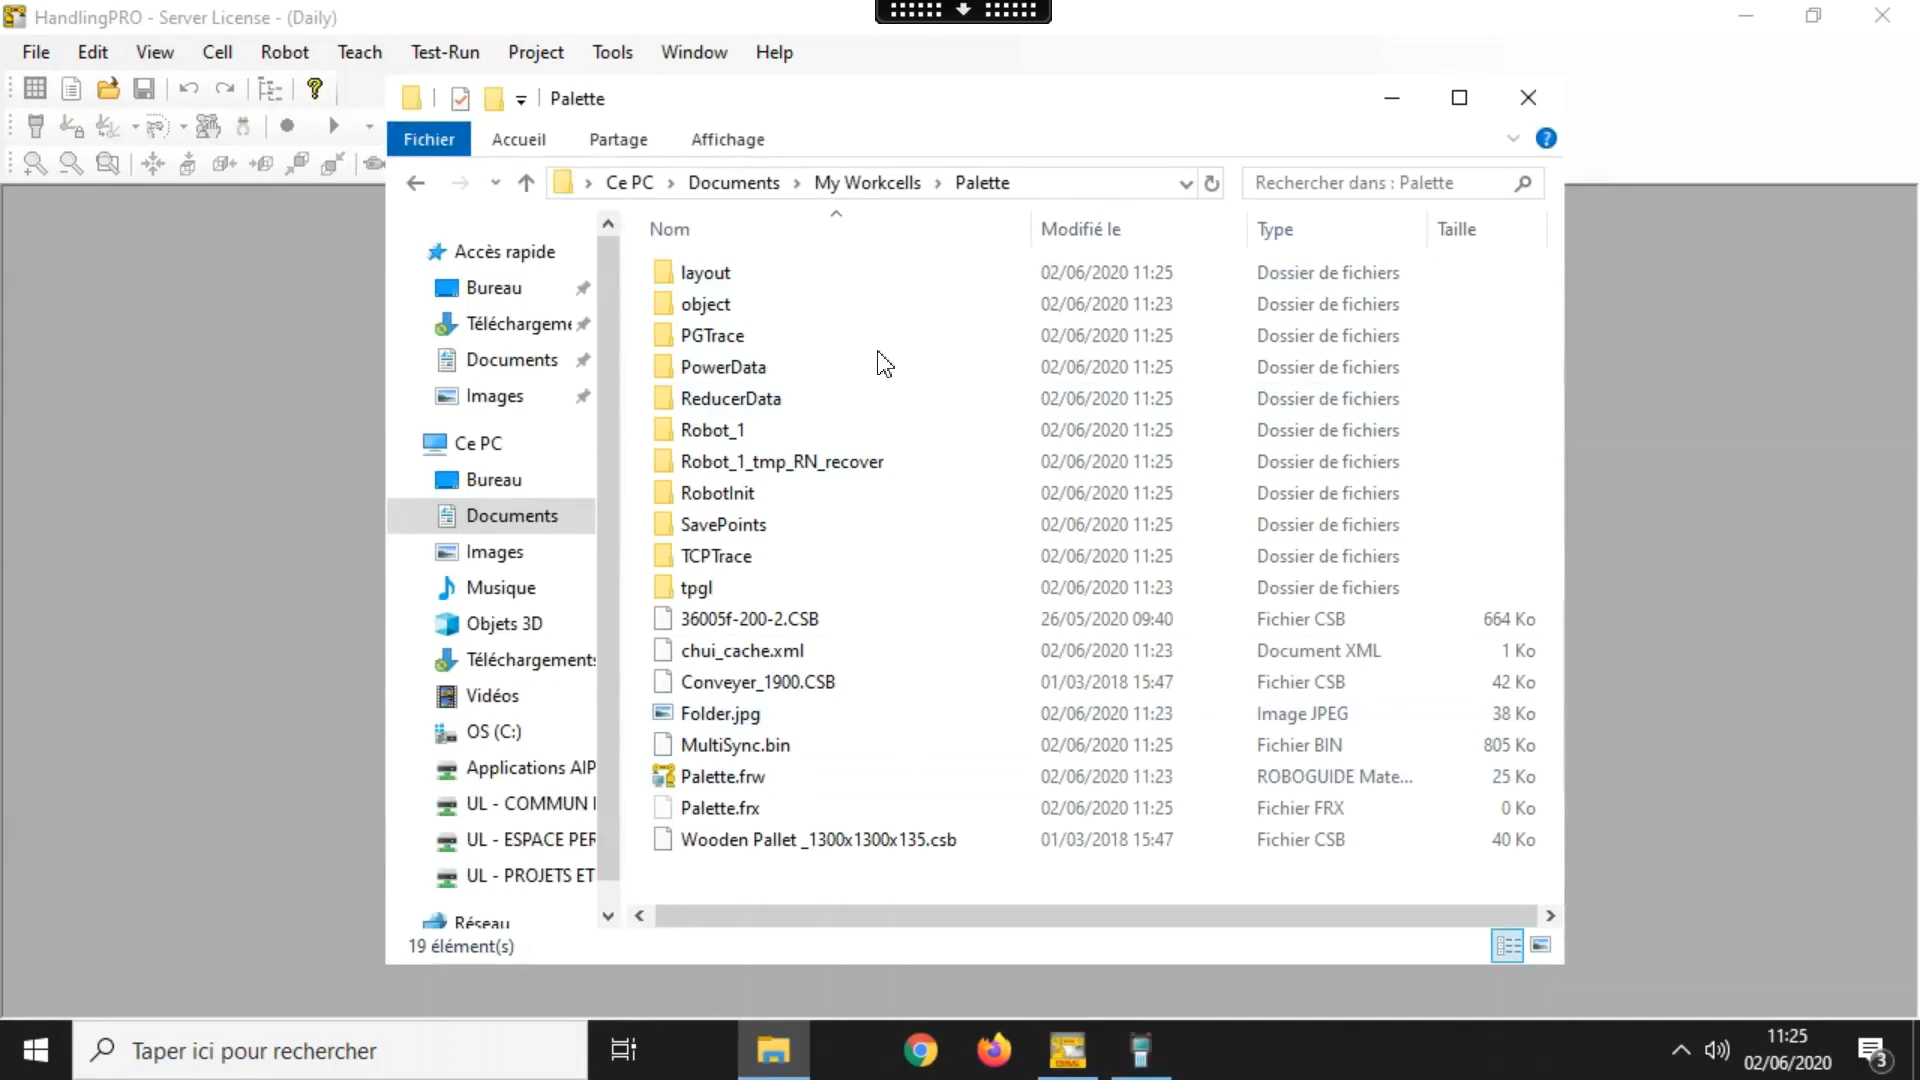 HandlingPRO - Server License - (Daily)
File Edit View Cell Robot Teach Test-Run Project Tools Window Help
Palette
Fichier Accueil Partage Affichage
Ce PC > Documents > My Workcells > Palette
Rechercher dans : Palette
Nom Modifié le Type Taille
Accès rapide
Bureau
Téléchargeme
Documents
Images
Ce PC
Bureau
Documents
Images
Musique
Objets 3D
Téléchargements
Vidéos
OS (C:)
Applications AIP
UL - COMMUN
UL - ESPACE PER
UL - PROJETS ET
Réseau
layout 02/06/2020 11:25 Dossier de fichiers
object 02/06/2020 11:23 Dossier de fichiers
PGTrace 02/06/2020 11:25 Dossier de fichiers
PowerData 02/06/2020 11:25 Dossier de fichiers
ReducerData 02/06/2020 11:25 Dossier de fichiers
Robot_1 02/06/2020 11:25 Dossier de fichiers
Robot_1_tmp_RN_recover 02/06/2020 11:25 Dossier de fichiers
RobotInit 02/06/2020 11:25 Dossier de fichiers
SavePoints 02/06/2020 11:25 Dossier de fichiers
TCPTrace 02/06/2020 11:25 Dossier de fichiers
tpgl 02/06/2020 11:23 Dossier de fichiers
36005f-200-2.CSB 26/05/2020 09:40 Fichier CSB 664 Ko
chui_cache.xml 02/06/2020 11:23 Document XML 1 Ko
Conveyer_1900.CSB 01/03/2018 15:47 Fichier CSB 42 Ko
Folder.jpg 02/06/2020 11:23 Image JPEG 38 Ko
MultiSync.bin 02/06/2020 11:25 Fichier BIN 805 Ko
Palette.frw 02/06/2020 11:23 ROBOGUIDE Mate... 25 Ko
Palette.frx 02/06/2020 11:25 Fichier FRX 0 Ko
Wooden Pallet _1300x1300x135.csb 01/03/2018 15:47 Fichier CSB 40 Ko
19 élément(s)
Taper ici pour rechercher
11:25
02/06/2020
3